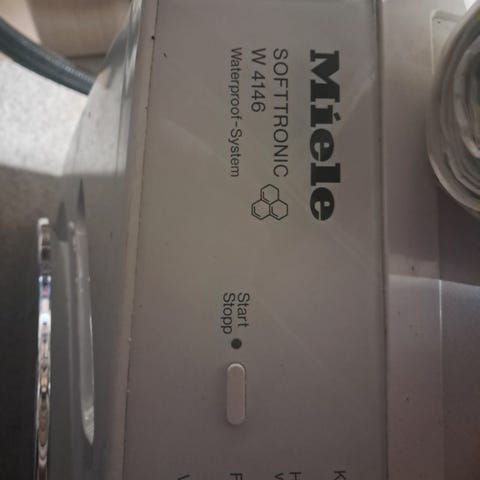 Miele
SOFTTRONIC
W 4146
Waterproof-System
Start
Stopp